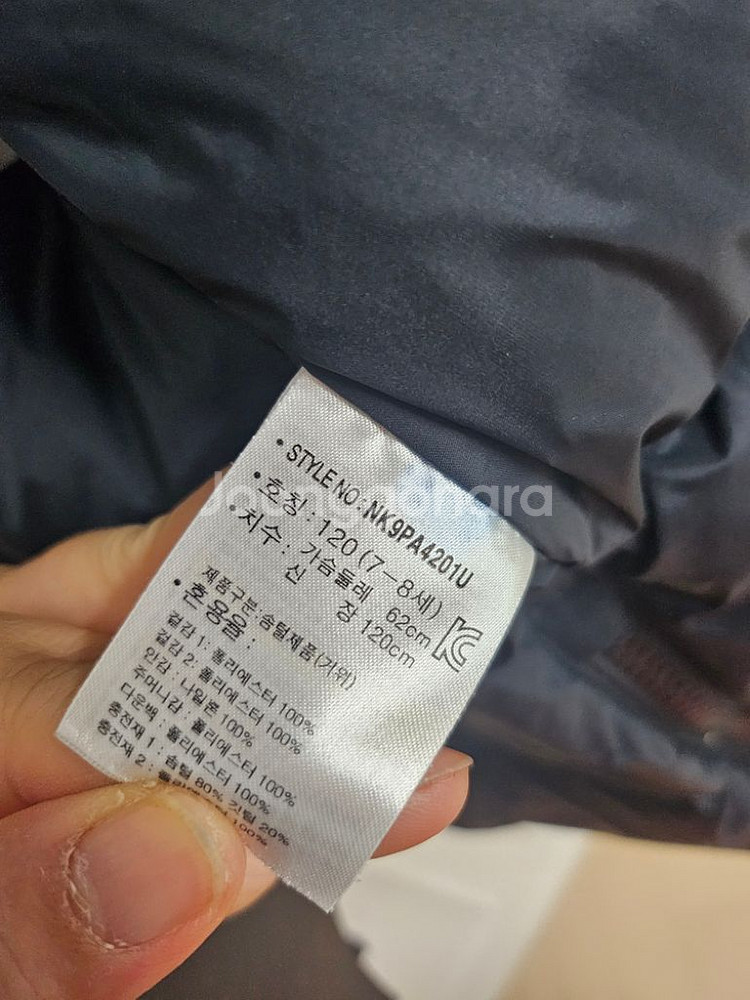 • STYLE NO : NK9PA4201U
• 호칭 : 120 (7-8세)
• 치수 : 가슴둘레 62cm
신 장 120cm
제품구분: 솜털제품(거위)
• 혼용율 :
겉감 1 : 폴리에스터 100%
겉감 2 : 폴리에스터 100%
안감 : 나일론 100%
주머니감 : 폴리에스터 100%
다운백 : 폴리에스터 100%
충전재 1 : 솜털 80% 깃털 20%
충전재 2 : 100%
Joongnahara